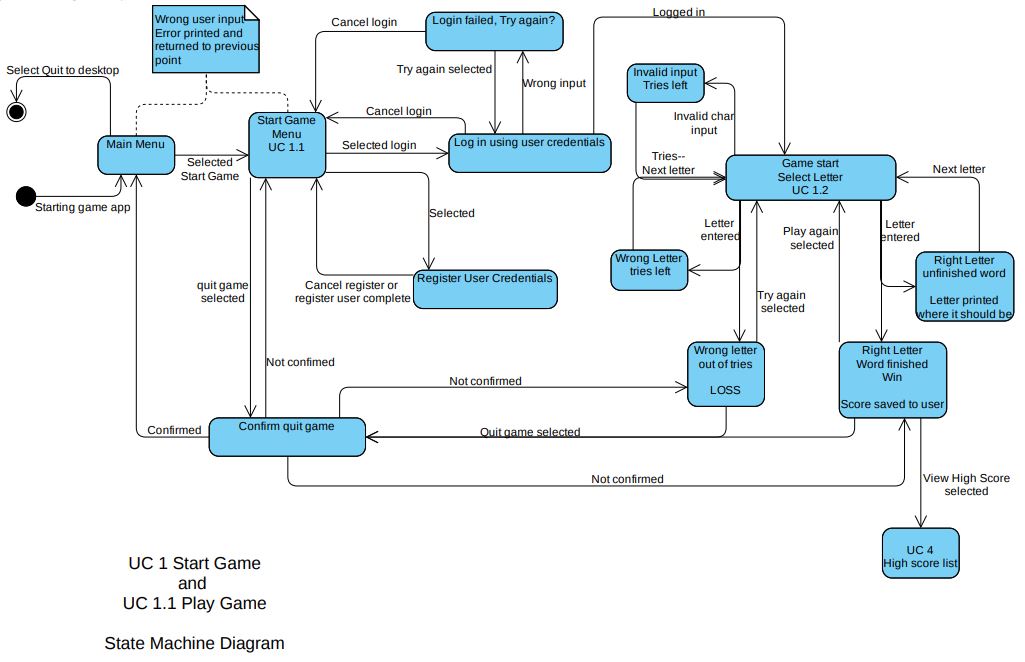 Wrong user input
Error printed and
returned to previous
point
Cancel login
Login failed, Try again?
Logged in
Select Quit to desktop
Try again selected
Wrong input
Invalid input
Tries left
Invalid char
input
Cancel login
Start Game
Menu
UC 1.1
Main Menu
Selected
Start Game
Selected login
Log in using user credentials
Tries--
Next letter
Game start
Select Letter
UC 1.2
Next letter
Starting game app
Selected
Letter
entered
Play again
selected
Letter
entered
Wrong Letter
tries left
Right Letter
unfinished word
Letter printed
where it should be
Register User Credentials
quit game
selected
Cancel register or
register user complete
Try again
selected
Not confimed
Wrong letter
out of tries
LOSS
Right Letter
Word finished
Win
Score saved to user
Not confirmed
Confirmed
Confirm quit game
Quit game selected
Not confirmed
View High Score
selected
UC 4
High score list
UC 1 Start Game
and
UC 1.1 Play Game
State Machine Diagram